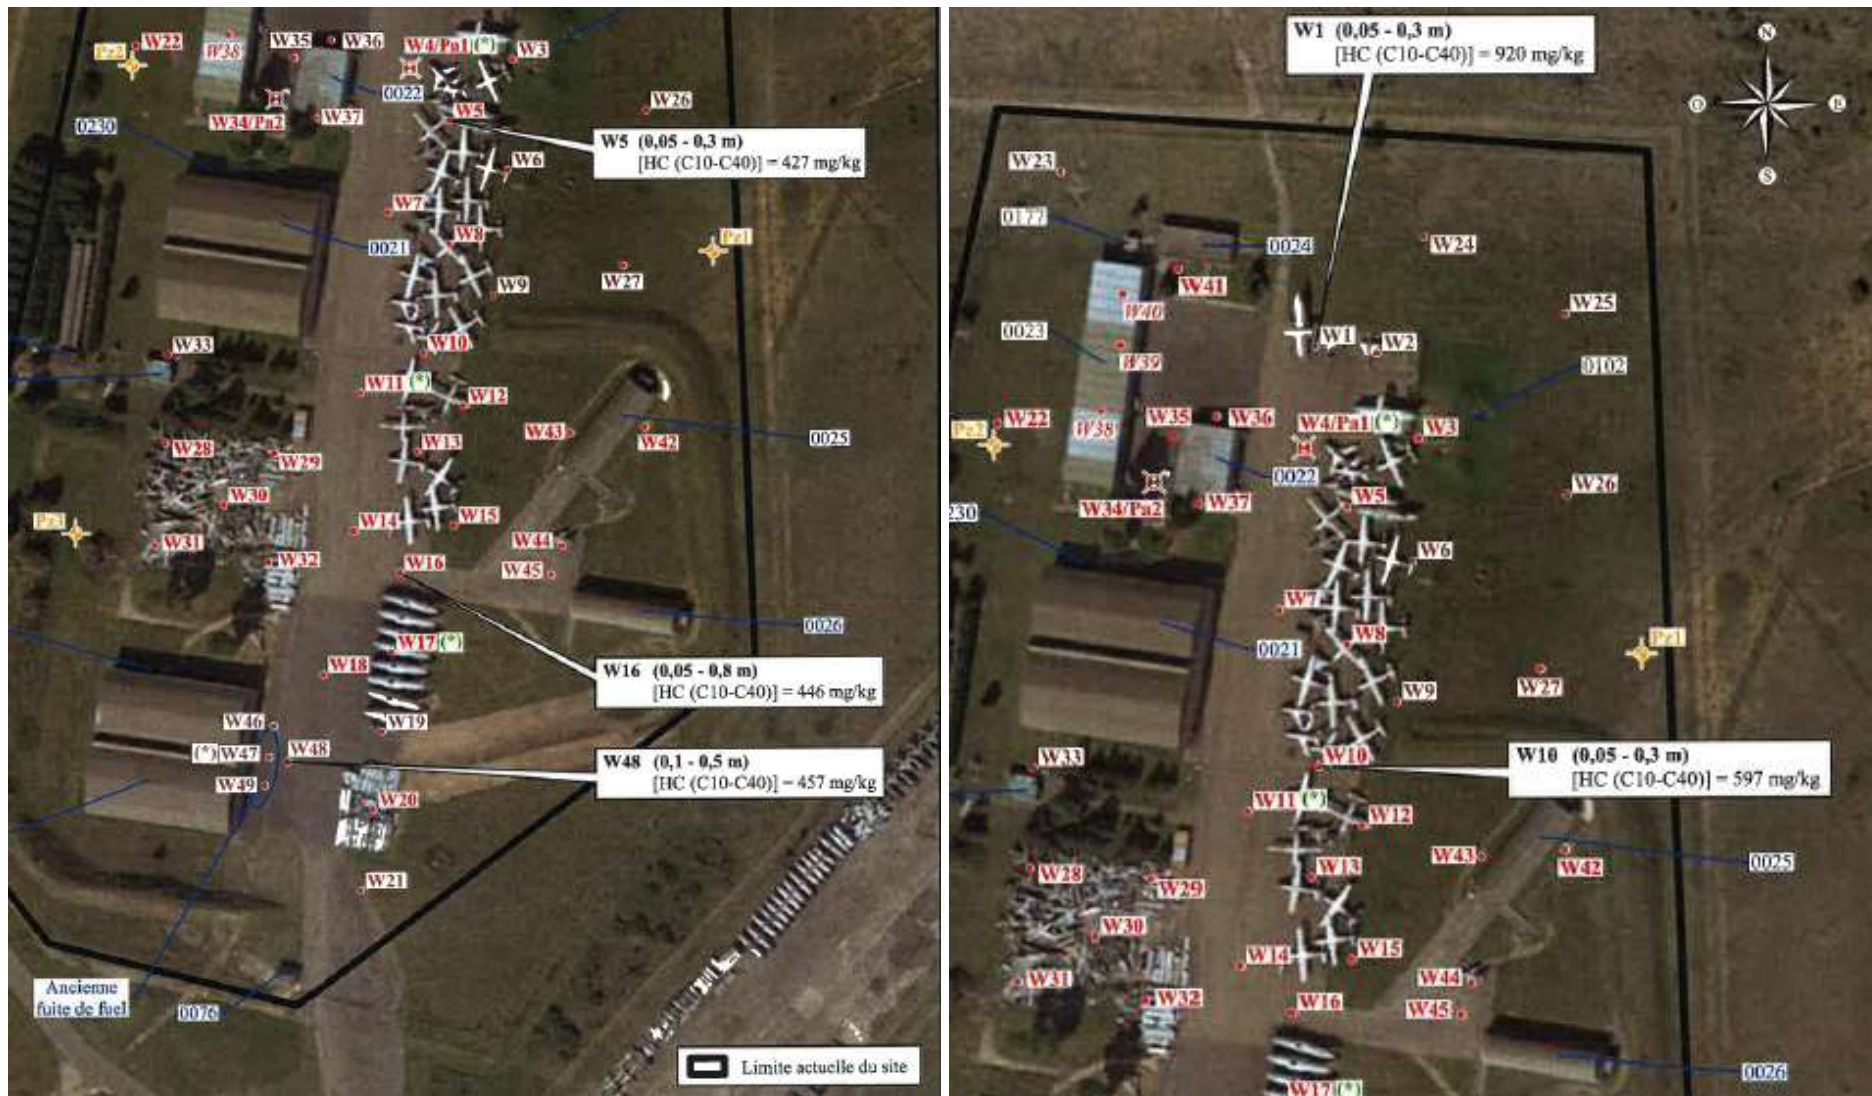 W22
Pz2
W38
W35
W36
W4/Pa1(*)
W3
0022
W5
W26
W34/Pa2
W37
0230
W5 (0,05 - 0,3 m)
[HC (C10-C40)] = 427 mg/kg
W6
W7
W8
0021
Pz1
W27
W9
W33
W10
W11(*)
W12
W43
W42
0025
W13
W28
W29
W30
W14
W15
Pz3
W31
W32
W44
W16
W45
0026
W17(*)
W18
W16 (0,05 - 0,8 m)
[HC (C10-C40)] = 446 mg/kg
W46
W19
(*)W47
W48
W49
W48 (0,1 - 0,5 m)
[HC (C10-C40)] = 457 mg/kg
W20
W21
Ancienne
fuite de fuel
0076
Limite actuelle du site
W1 (0,05 - 0,3 m)
[HC (C10-C40)] = 920 mg/kg
N
O
E
S
W23
0177
0024
W24
W41
W40
W25
0023
W1
W2
W39
0102
W22
W38
W35
W36
W4/Pa1(*)
W3
Pz2
0022
W5
W26
W34/Pa2
W37
230
W6
W7
W8
0021
Pz1
W27
W9
W33
W10
W10 (0,05 - 0,3 m)
[HC (C10-C40)] = 597 mg/kg
W11(*)
W12
W43
W42
0025
W13
W28
W29
W30
W14
W15
W31
W32
W44
W16
W45
0026
W17(*)